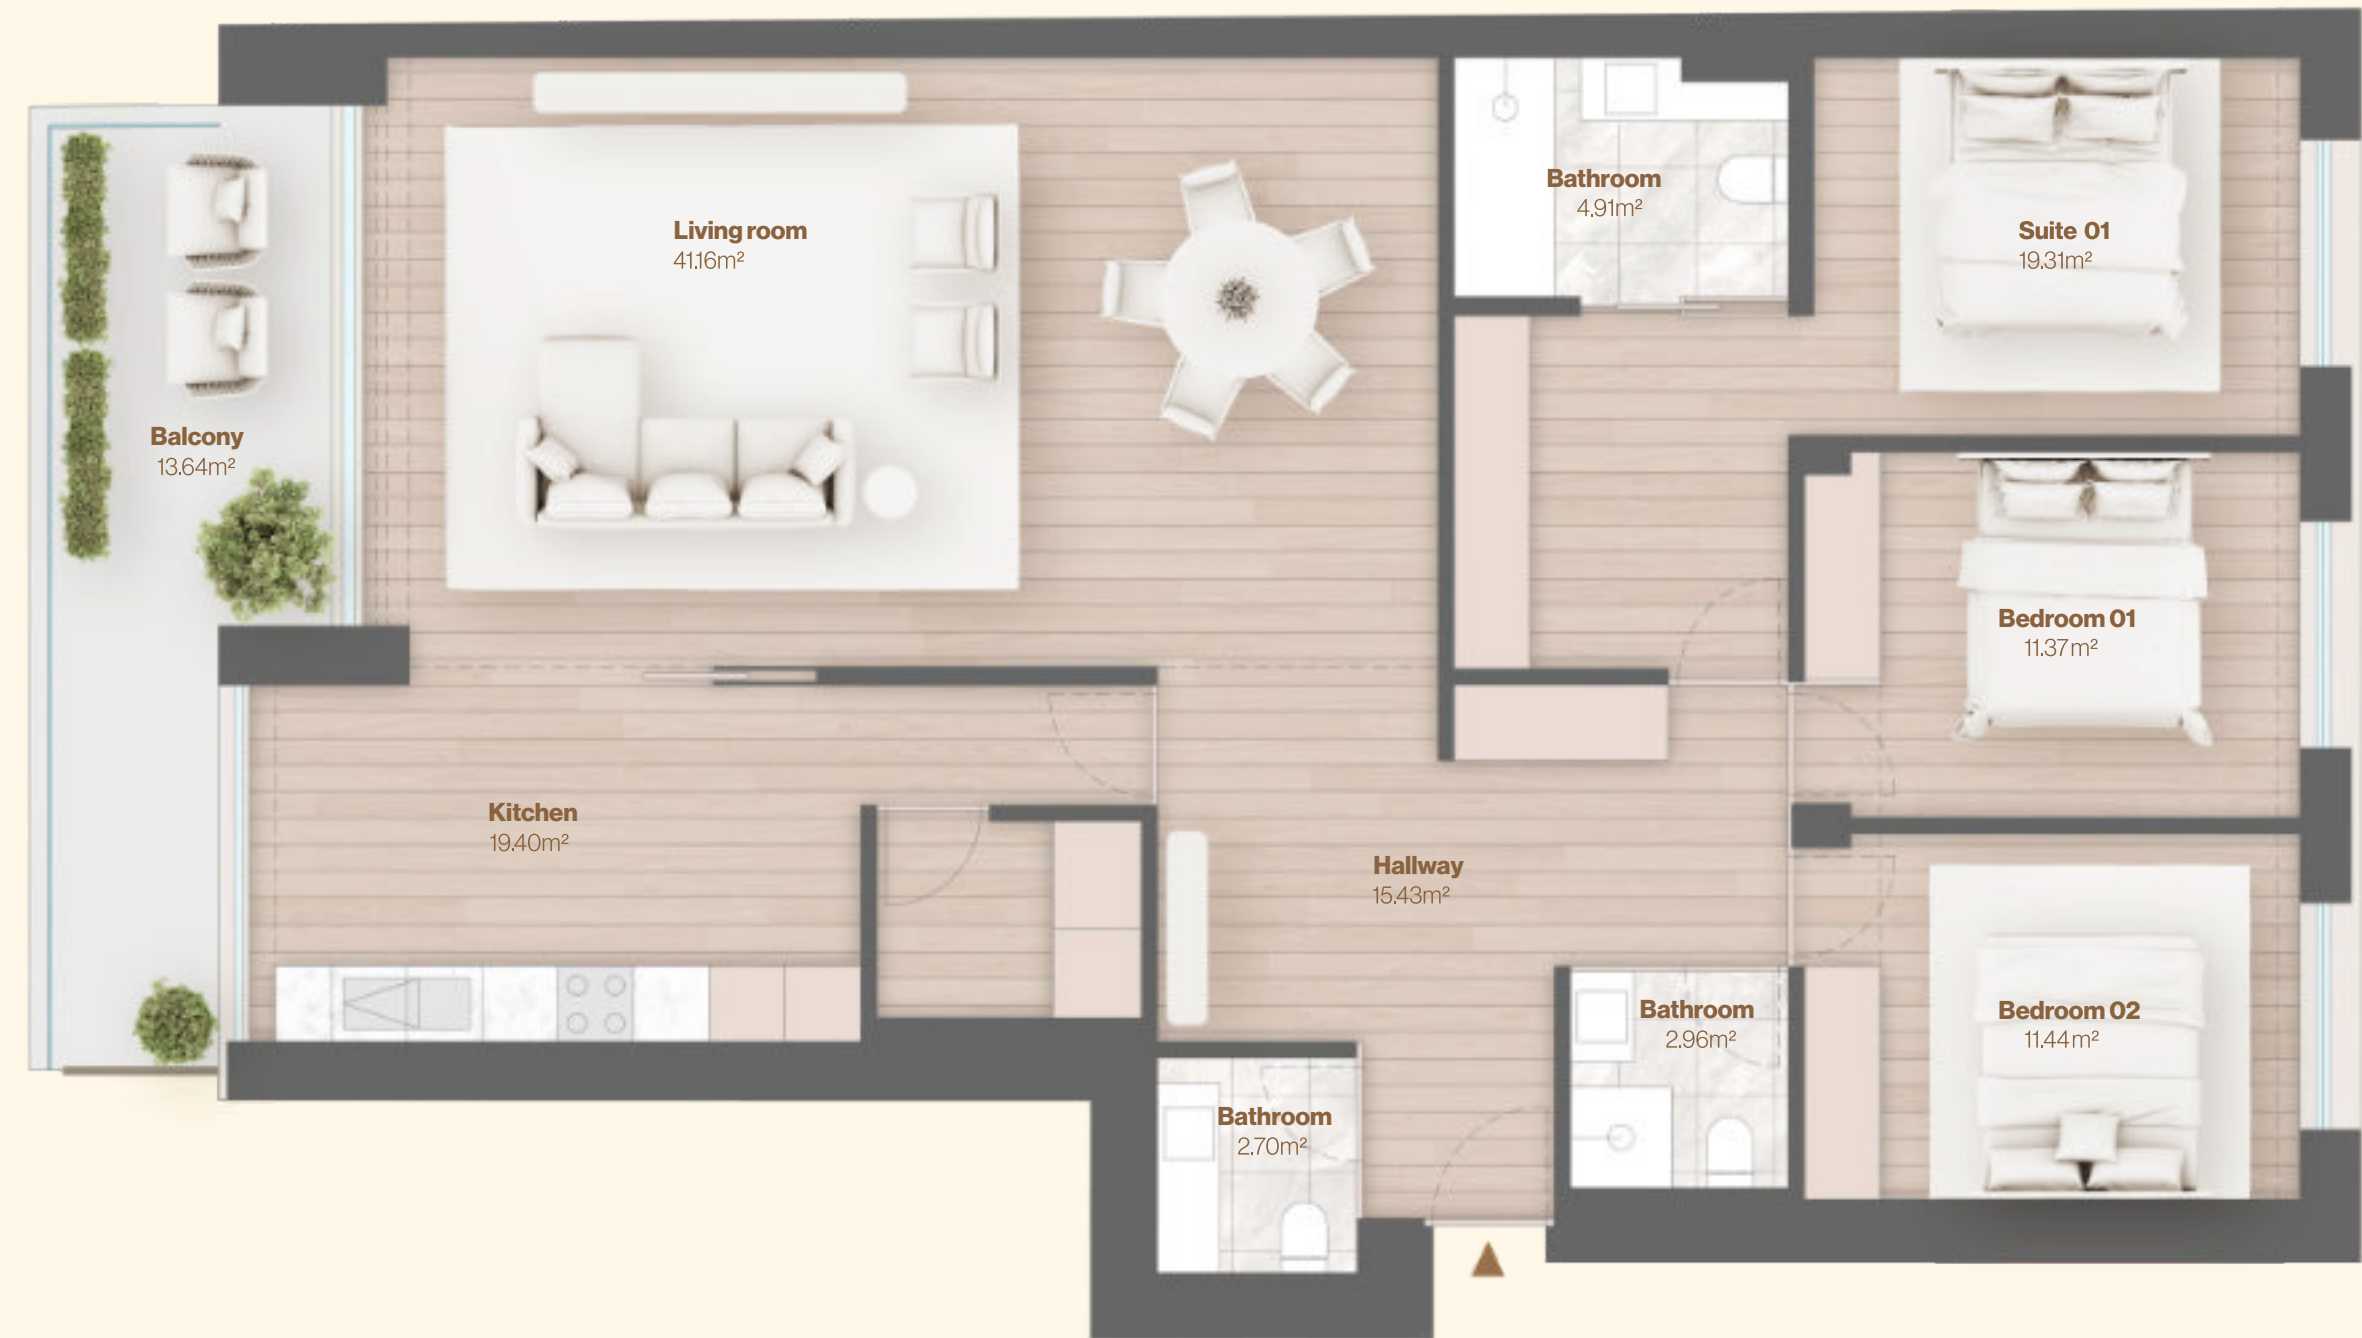 Bathroom
4.91m²
Living room
41.16m²
Suite 01
19.31m²
Balcony
13.64m²
Bedroom 01
11.37m²
Kitchen
19.40m²
Hallway
15.43m²
Bathroom
2.96m²
Bedroom 02
11.44m²
Bathroom
2.70m²